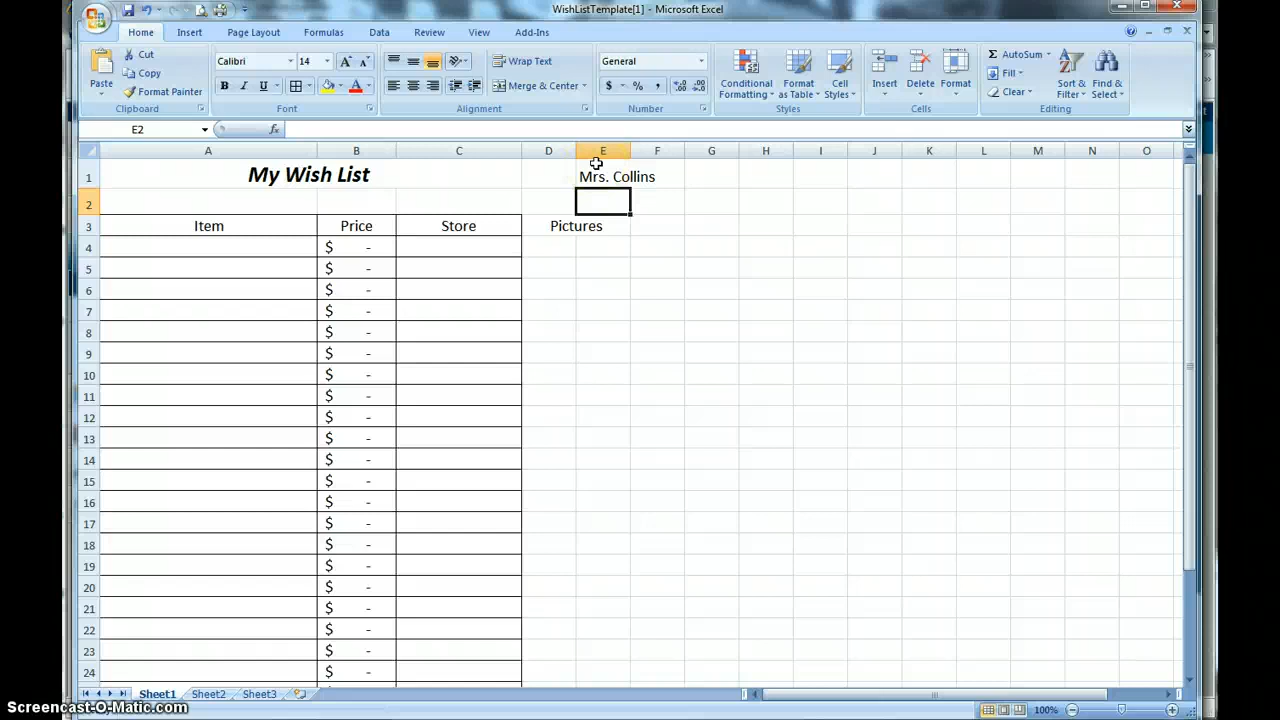 WishListTemplate[1] - Microsoft Excel
Home Insert Page Layout Formulas Data Review View Add-Ins
Paste
Cut
Copy
Format Painter
Clipboard
Calibri 14
B I U
Font
Wrap Text
Merge & Center
Alignment
General
$ % ,
Number
Conditional Formatting
Format as Table
Cell Styles
Styles
Insert Delete Format
Cells
AutoSum
Fill
Clear
Sort & Filter
Find & Select
Editing
E2 fx
A B C D E F G H I J K L M N O
1 My Wish List Mrs. Collins
2
3 Item Price Store Pictures
4 $ -
5 $ -
6 $ -
7 $ -
8 $ -
9 $ -
10 $ -
11 $ -
12 $ -
13 $ -
14 $ -
15 $ -
16 $ -
17 $ -
18 $ -
19 $ -
20 $ -
21 $ -
22 $ -
23 $ -
24 $ -
Sheet1 Sheet2 Sheet3
100%
Screencast-O-Matic.com